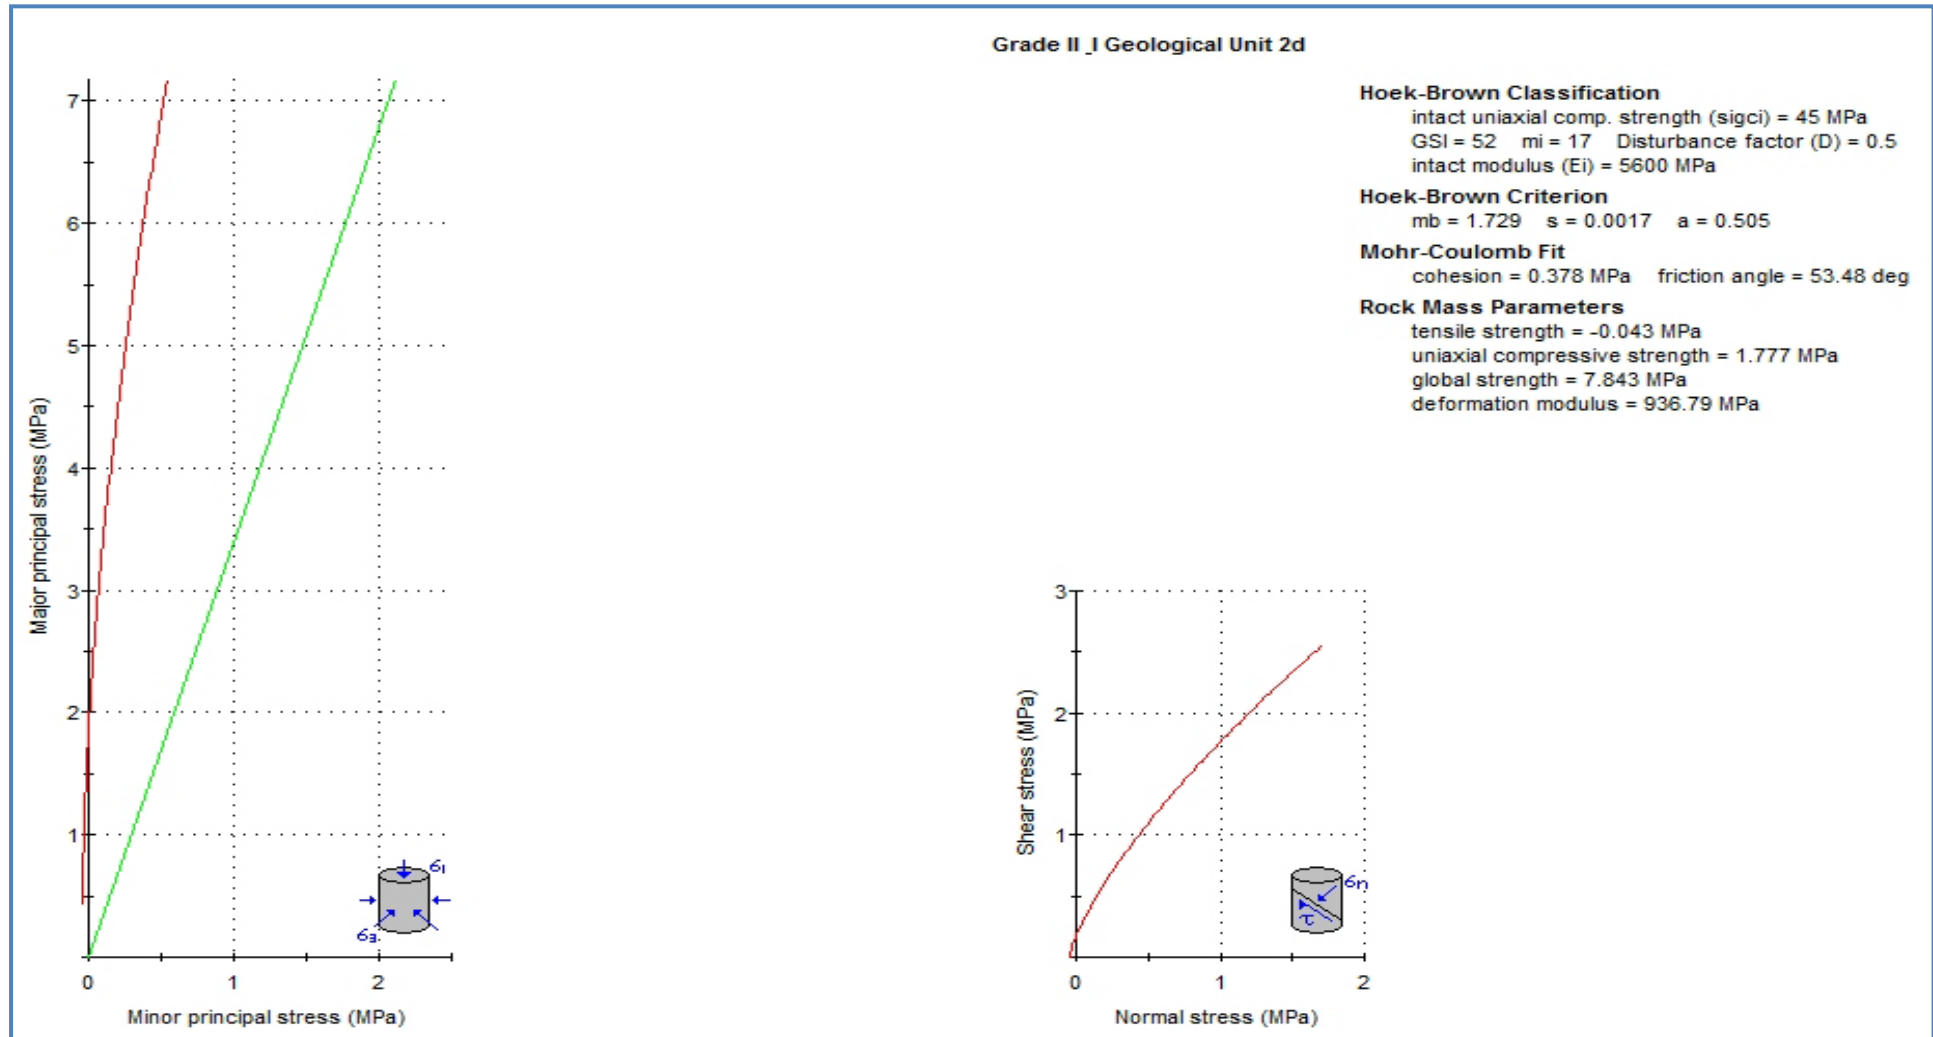 Grade II_I Geological Unit 2d
Hoek-Brown Classification
intact uniaxial comp. strength (sigci) = 45 MPa
GSI = 52 mi = 17 Disturbance factor (D) = 0.5
intact modulus (Ei) = 5600 MPa
Hoek-Brown Criterion
mb = 1.729 s = 0.0017 a = 0.505
Mohr-Coulomb Fit
cohesion = 0.378 MPa friction angle = 53.48 deg
Rock Mass Parameters
tensile strength = -0.043 MPa
uniaxial compressive strength = 1.777 MPa
global strength = 7.843 MPa
deformation modulus = 936.79 MPa
Major principal stress (MPa)
7
6
5
4
3
2
1
0 1 2
Minor principal stress (MPa)
σ1
σ3
Shear stress (MPa)
3
2
1
0 1 2
Normal stress (MPa)
σn
τ